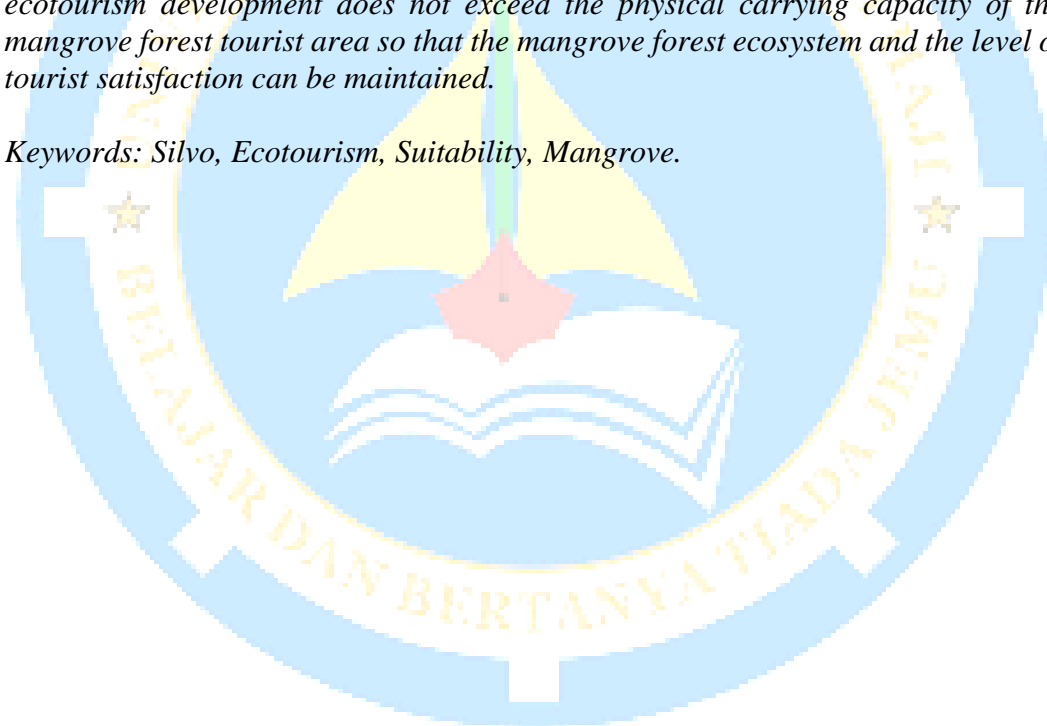 ecotourism development does not exceed the physical carrying capacity of th
mangrove forest tourist area so that the mangrove forest ecosystem and the level o
tourist satisfaction can be maintained.
Keywords: Silvo, Ecotourism, Suitability, Mangrove.
BELAJAR DAN BERTANYA TIADA JEMU